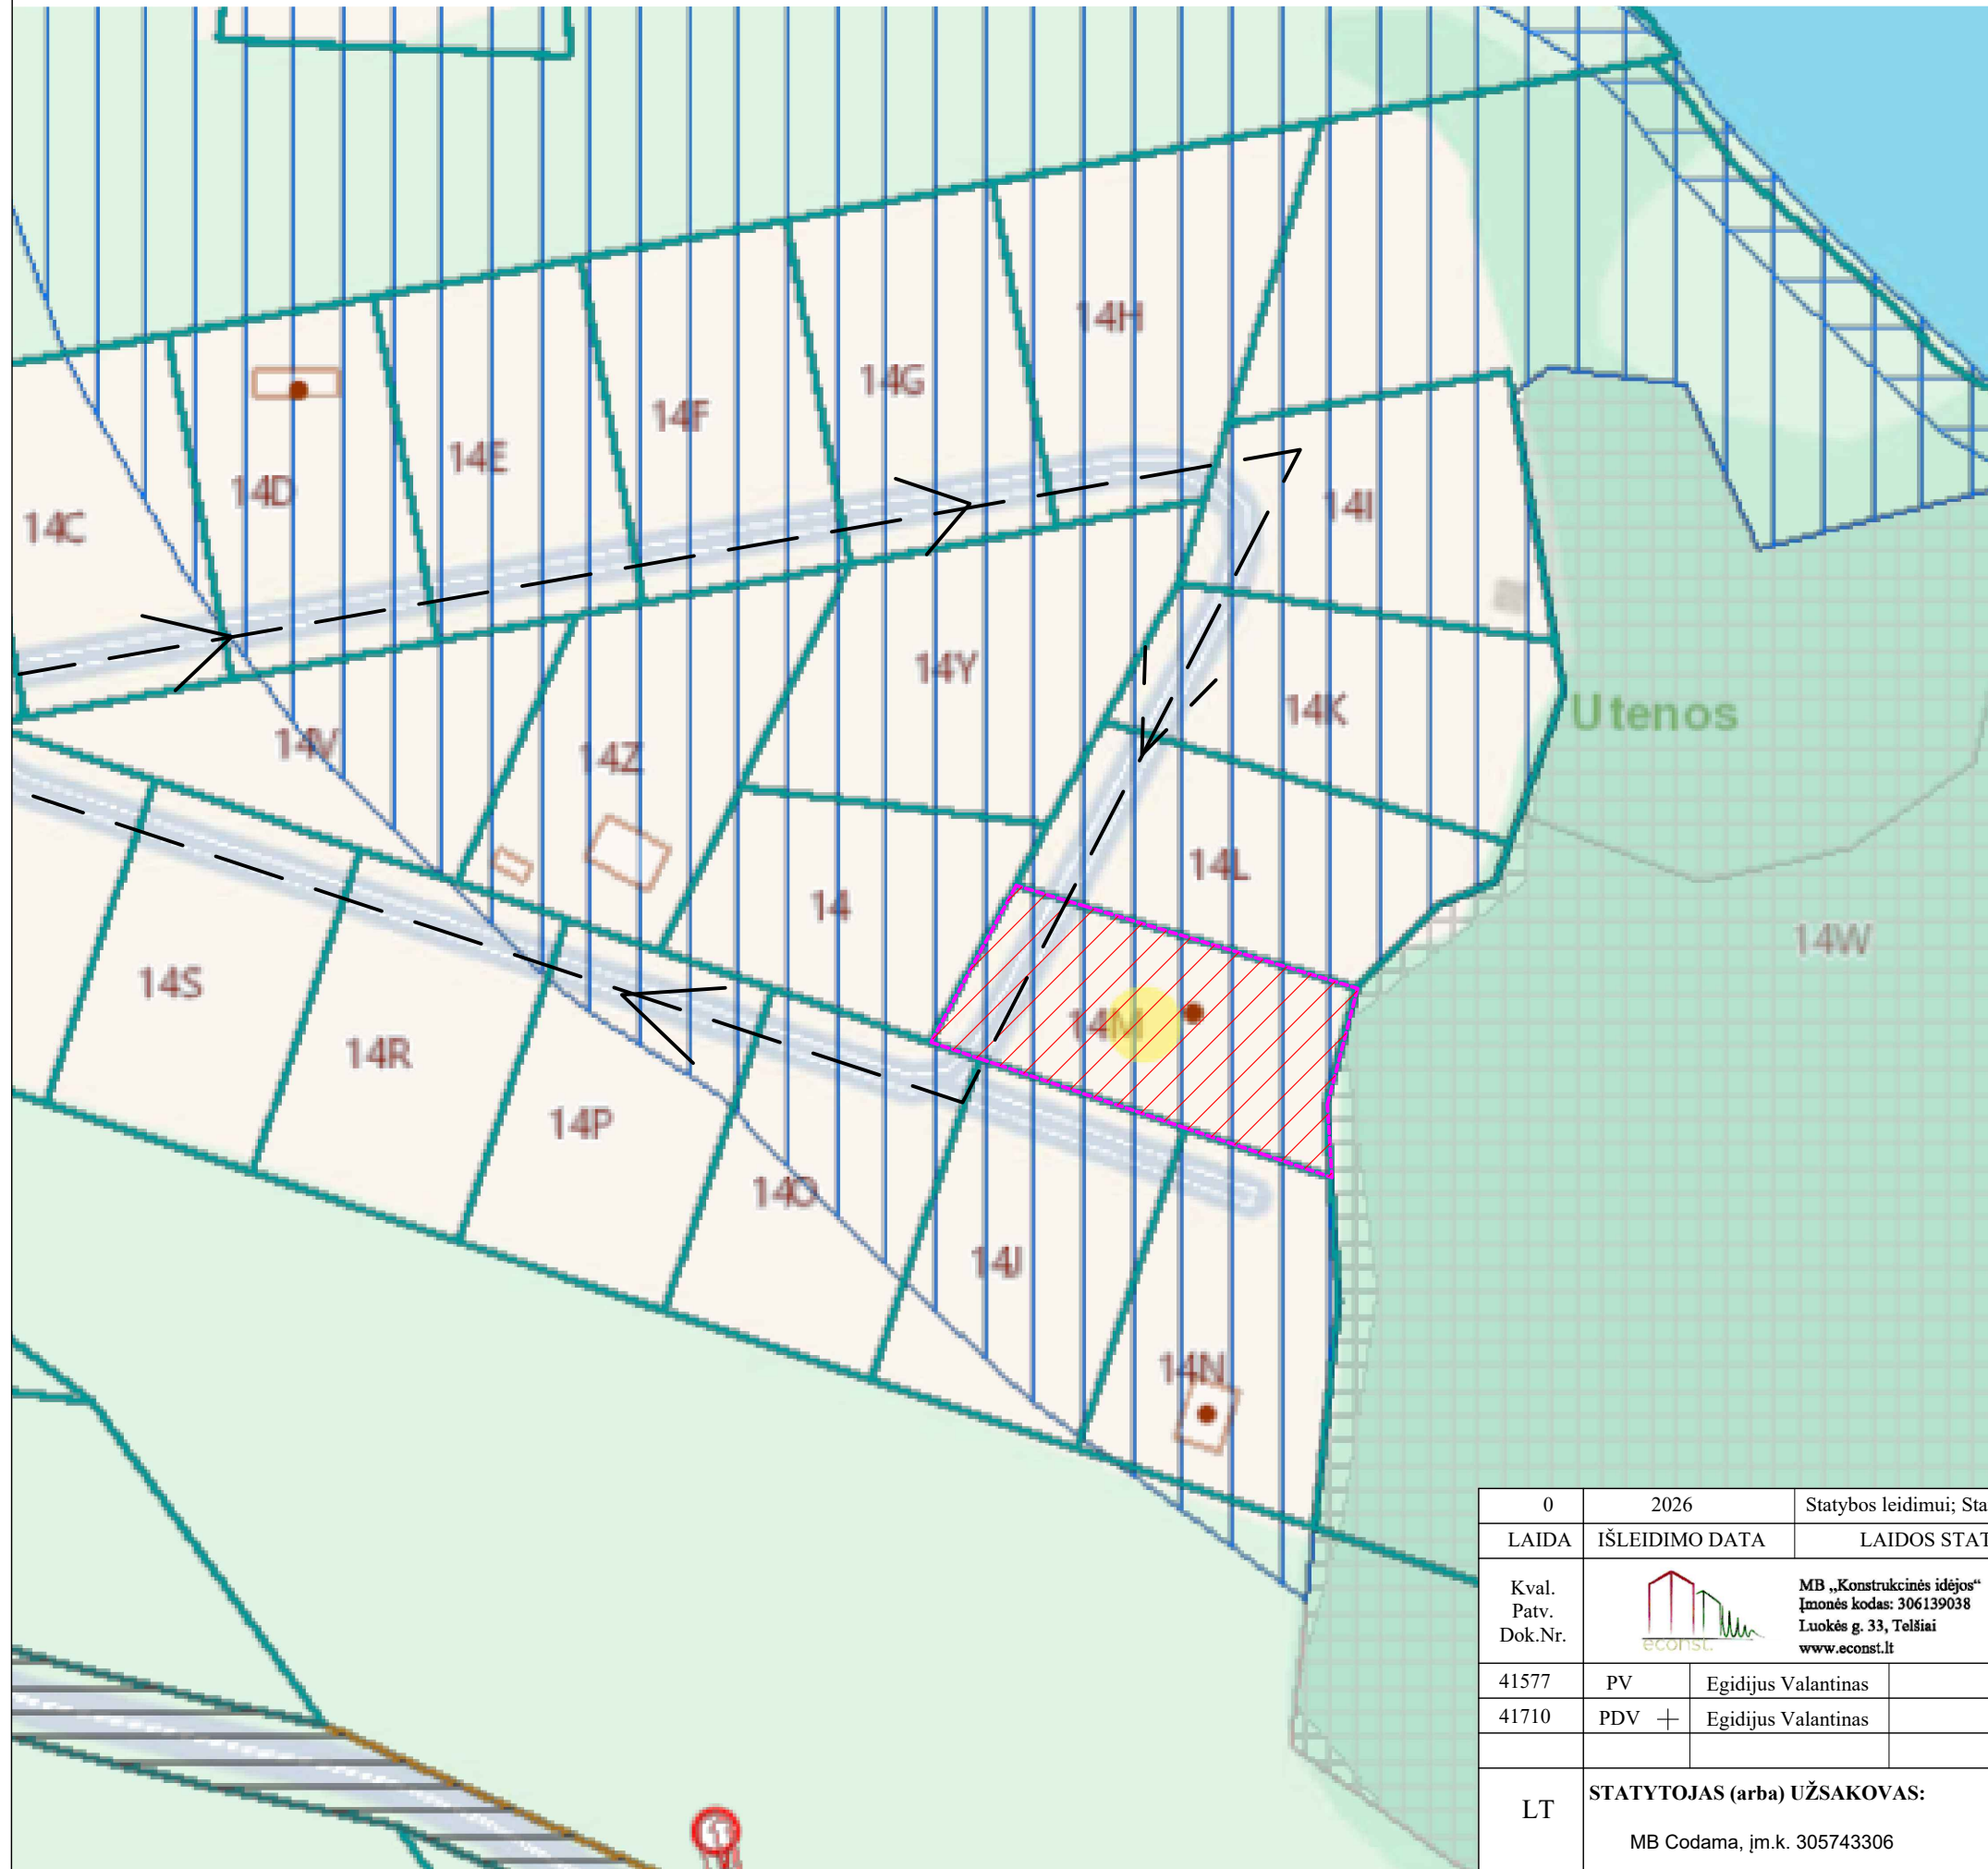 14H
14G
14F
14E
14D
14C
14I
14Y
14K
Utenos
14V
14Z
14L
14
14W
14S
14M
14R
14P
14O
14J
14N
0 2026 Statybos leidimui; Sta
LAIDA IŠLEIDIMO DATA LAIDOS STAT
Kval.
Patv.
Dok.Nr.
econst.
MB „Konstrukcinės idėjos“
Įmonės kodas: 306139038
Luokės g. 33, Telšiai
www.econst.lt
41577 PV Egidijus Valantinas
41710 PDV Egidijus Valantinas
LT
STATYTOJAS (arba) UŽSAKOVAS:
MB Codama, įm.k. 305743306